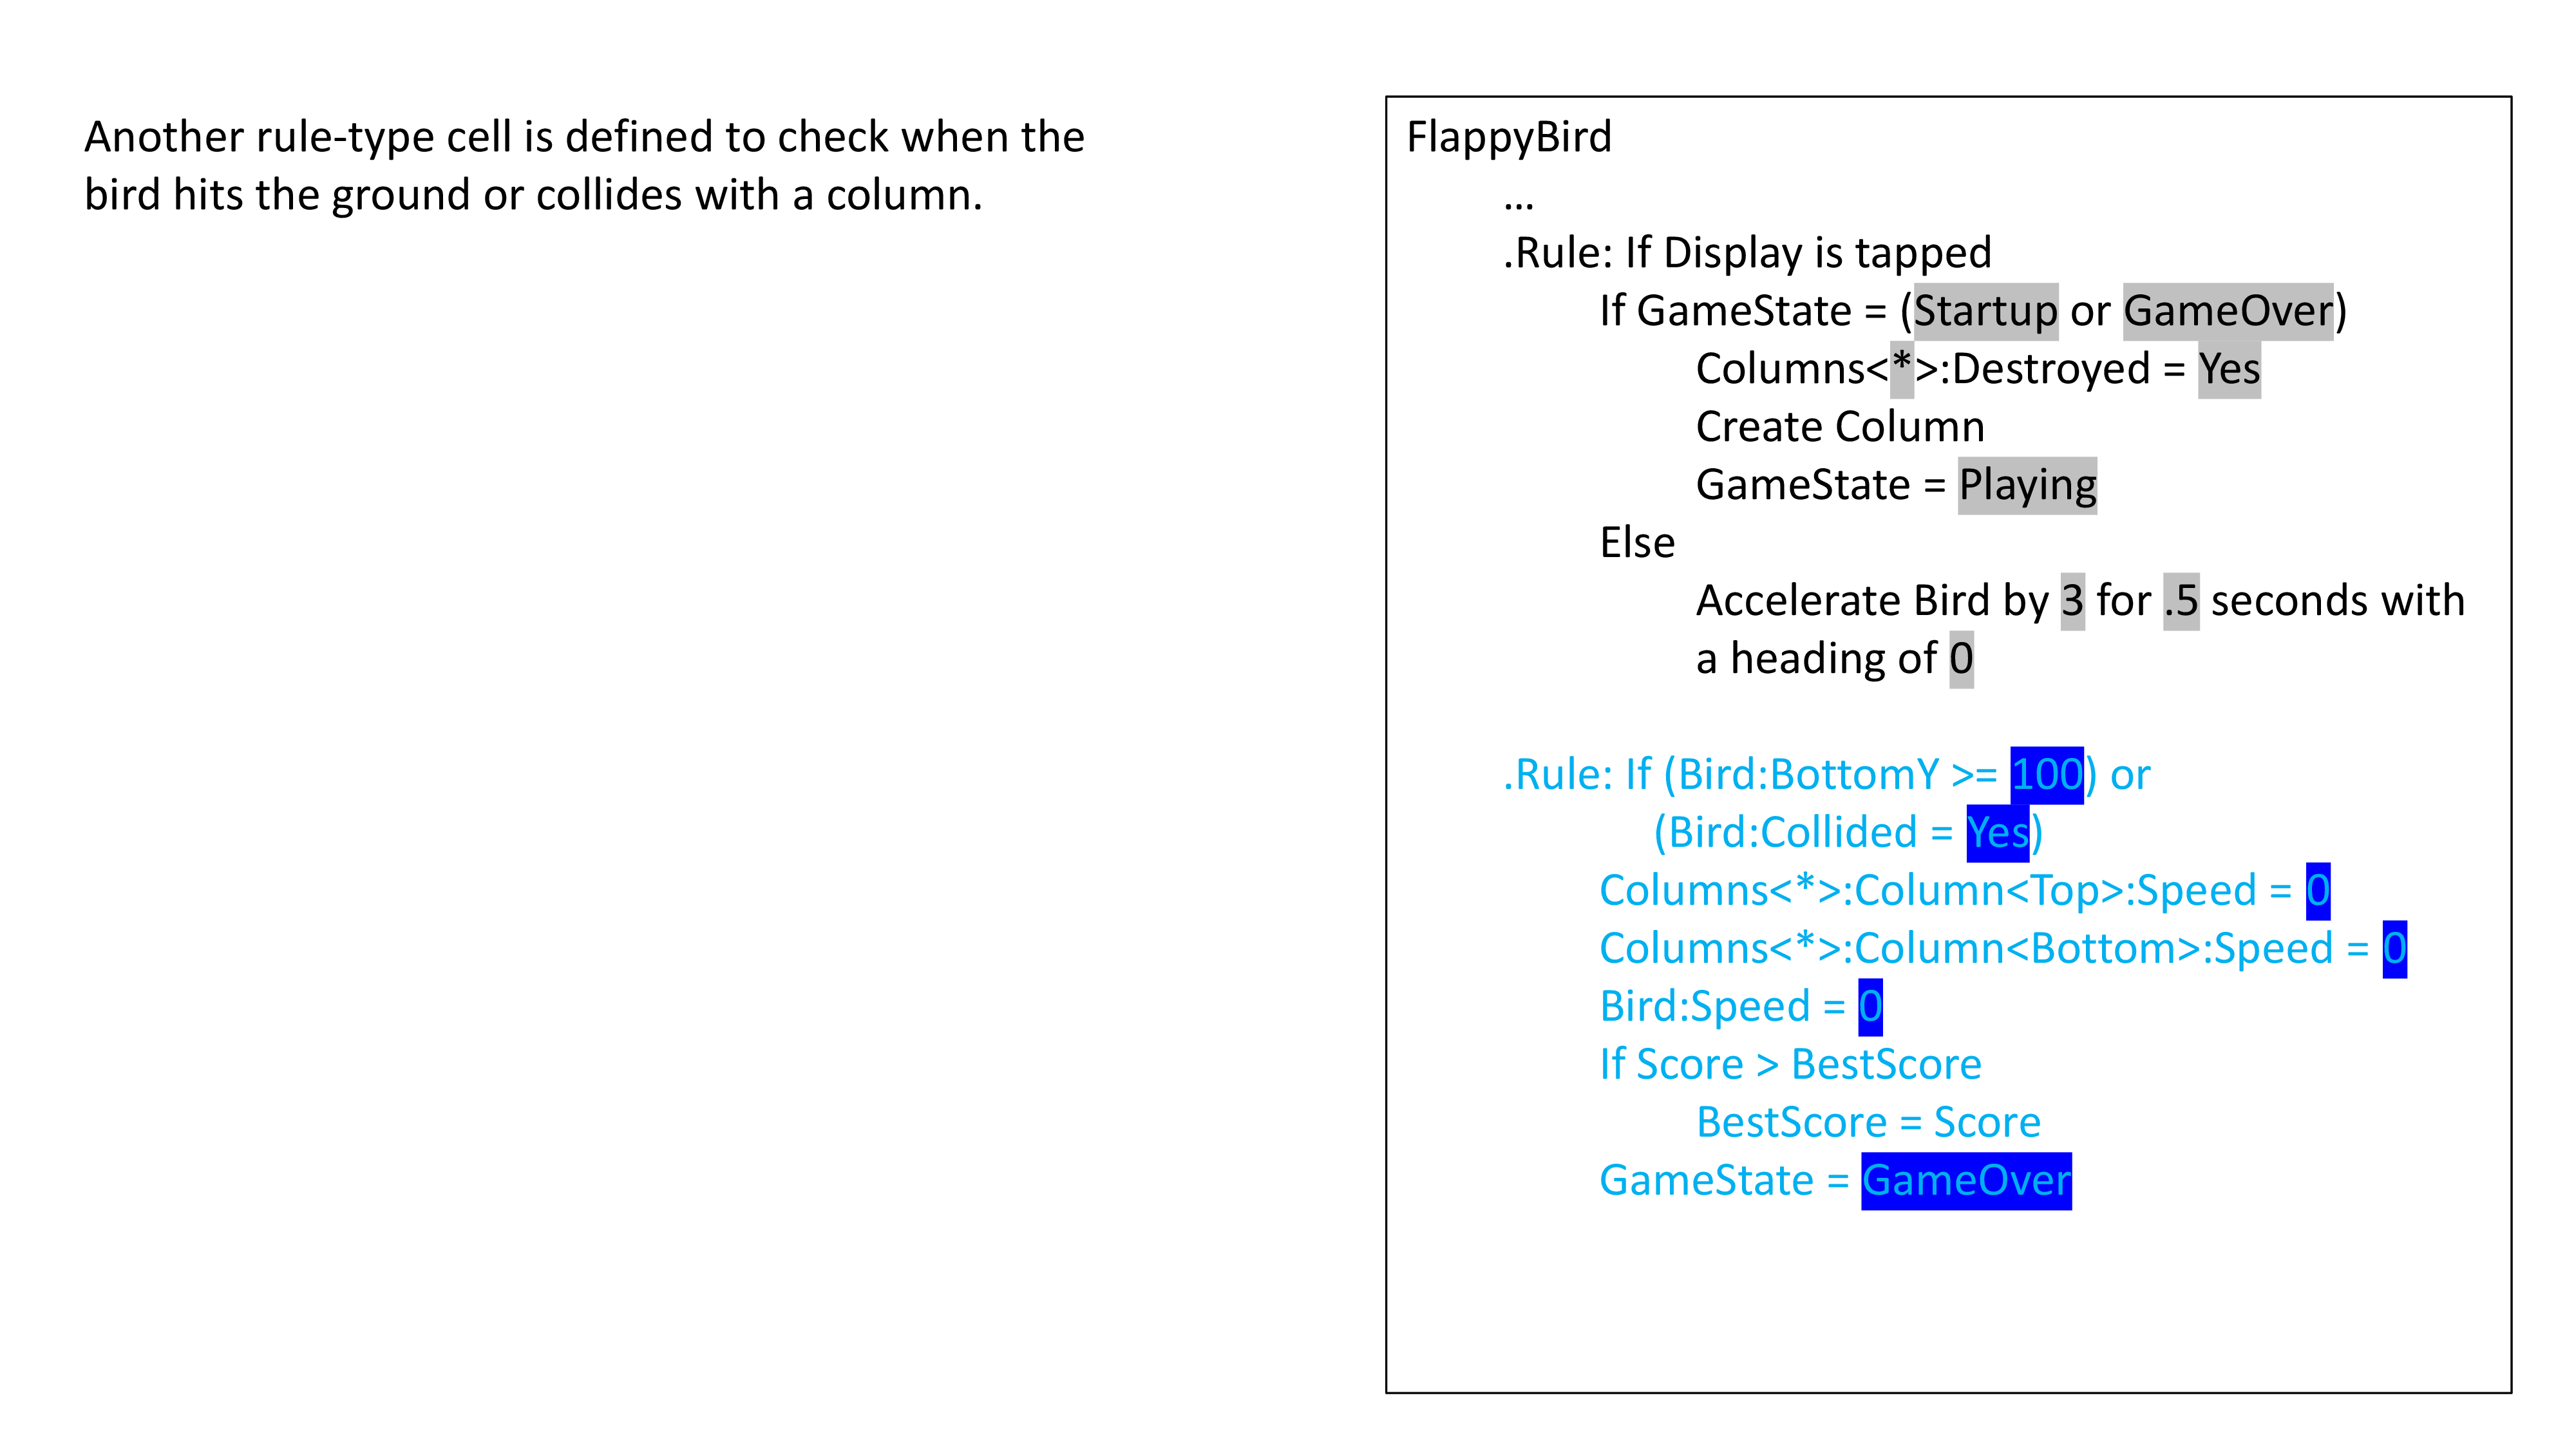 Another rule-type cell is defined to check when the
bird hits the ground or collides with a column.
FlappyBird
...
.Rule: If Display is tapped
If GameState = (Startup or GameOver)
Columns<*>:Destroyed = Yes
Create Column
GameState = Playing
Else
Accelerate Bird by 3 for .5 seconds with
a heading of 0
.Rule: If (Bird:BottomY >= 100) or
(Bird:Collided = Yes)
Columns<*>:Column<Top>:Speed = 0
Columns<*>:Column<Bottom>:Speed = 0
Bird:Speed = 0
If Score > BestScore
BestScore = Score
GameState = GameOver